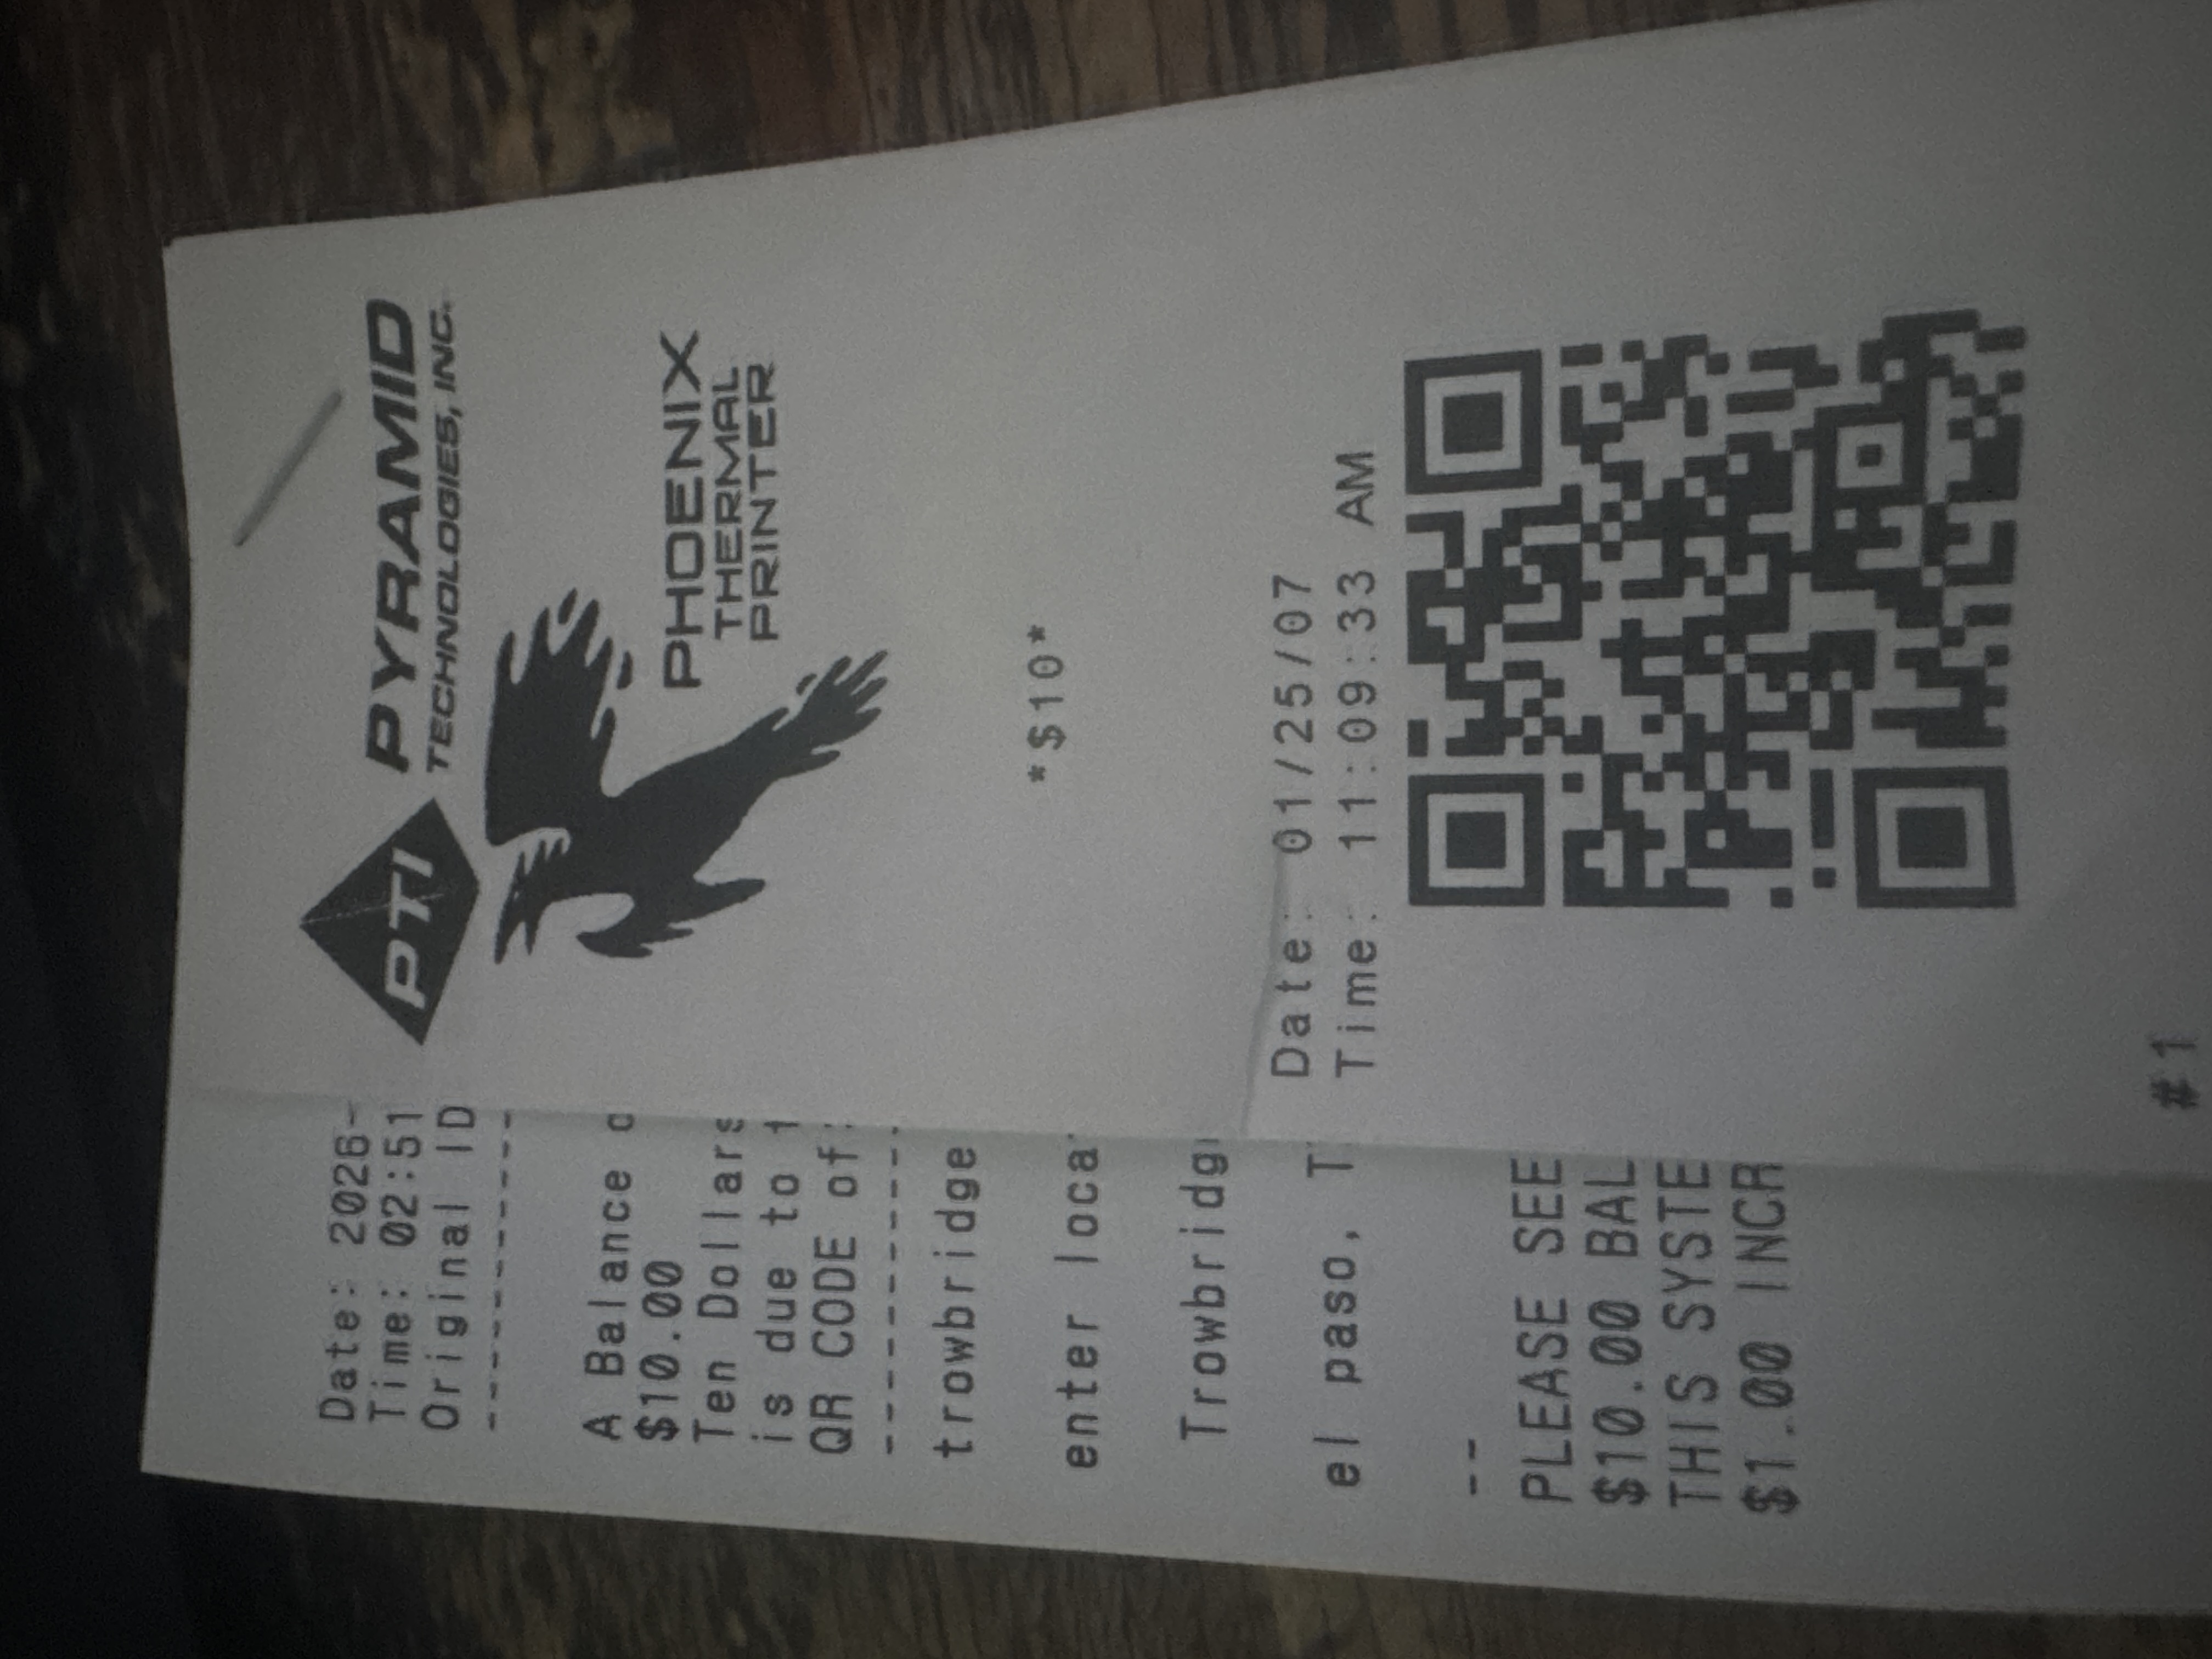 PTI
PYRAMID
TECHNOLOGIES, INC.
PHOENIX
THERMAL
PRINTER
*$10*
Date: 01/25/07
Time: 11:09:33 AM
#1
Date: 2026-
Time: 02:51
Original ID
-----------
A Balance
$10.00
Ten Dollars
is due to
QR CODE of
-----------
trowbridge
enter loca
Trowbridg
el paso, T
--
PLEASE SEE
$10.00 BAL
THIS SYSTE
$1.00 INCR